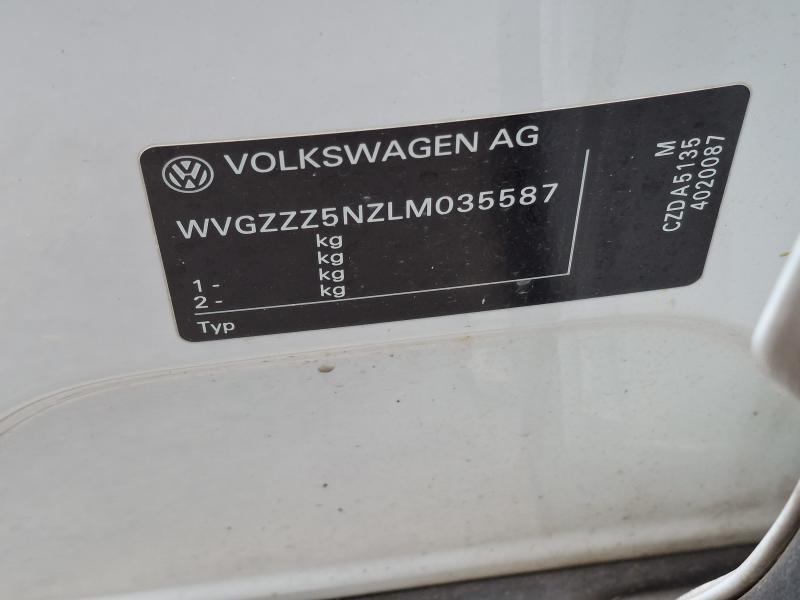 VOLKSWAGEN AG
WVGZZZ5NZLM035587
kg
kg
1 - kg
2 - kg
Typ
M
CZDA5135
4020087